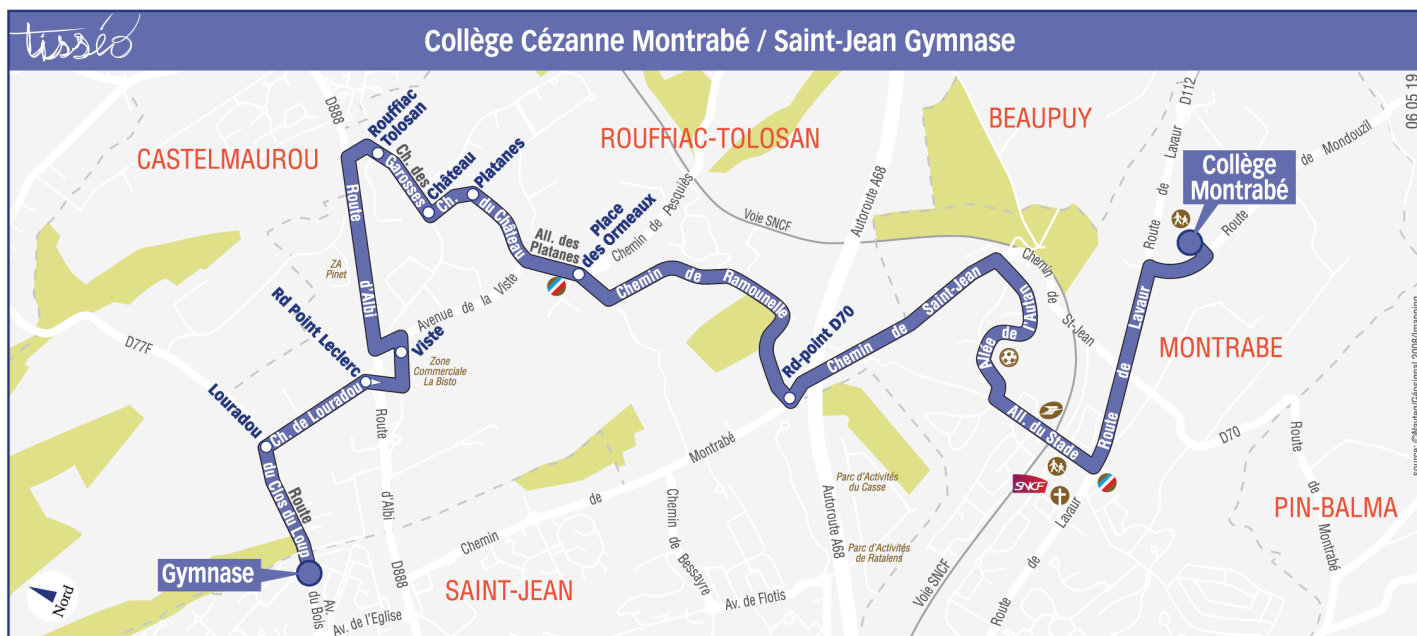 tisséo
Collège Cézanne Montrabé / Saint-Jean Gymnase
06 05 19
D888
D112
Rouffiac
Tolosan
CASTELMAUROU
ROUFFIAC-TOLOSAN
BEAUPUY
Lavaur
de
Route
Collège
Montrabé
Route
de Mondouzil
Ch. des
Garosses
Château
Platanes
Ch.
du Château
All. des
Platanes
Place
des Ormeaux
Chemin de Pesquiès
Voie SNCF
Autoroute A68
Route
d'Albi
ZA
Pinet
Avenue de la Viste
Chemin
de
Ramounelle
Chemin
de
St-Jean
Chemin de Saint-Jean
Allée de l'Autan
Route
de
Lavaur
MONTRABE
D77F
Rd Point Leclerc
Viste
Zone
Commerciale
La Bisto
Rd-point D70
Louradou
Ch. de Louradou
Route
d'Albi
D888
All. du Stade
SNCF
Lavaur
de
Route
D70
Route
de
Montrabé
source: ©Navteq/Géosignal 2008/Imapping
PIN-BALMA
Route
du Clos du Loup
Montrabé
de
Chemin
Parc d'Activités
du Casse
Parc d'Activités
de Ratalens
Autoroute A68
Chemin de Bessayre
Voie SNCF
Gymnase
SAINT-JEAN
Av.
du Bois
Av. de l'Eglise
Av. de Flotis
Nord